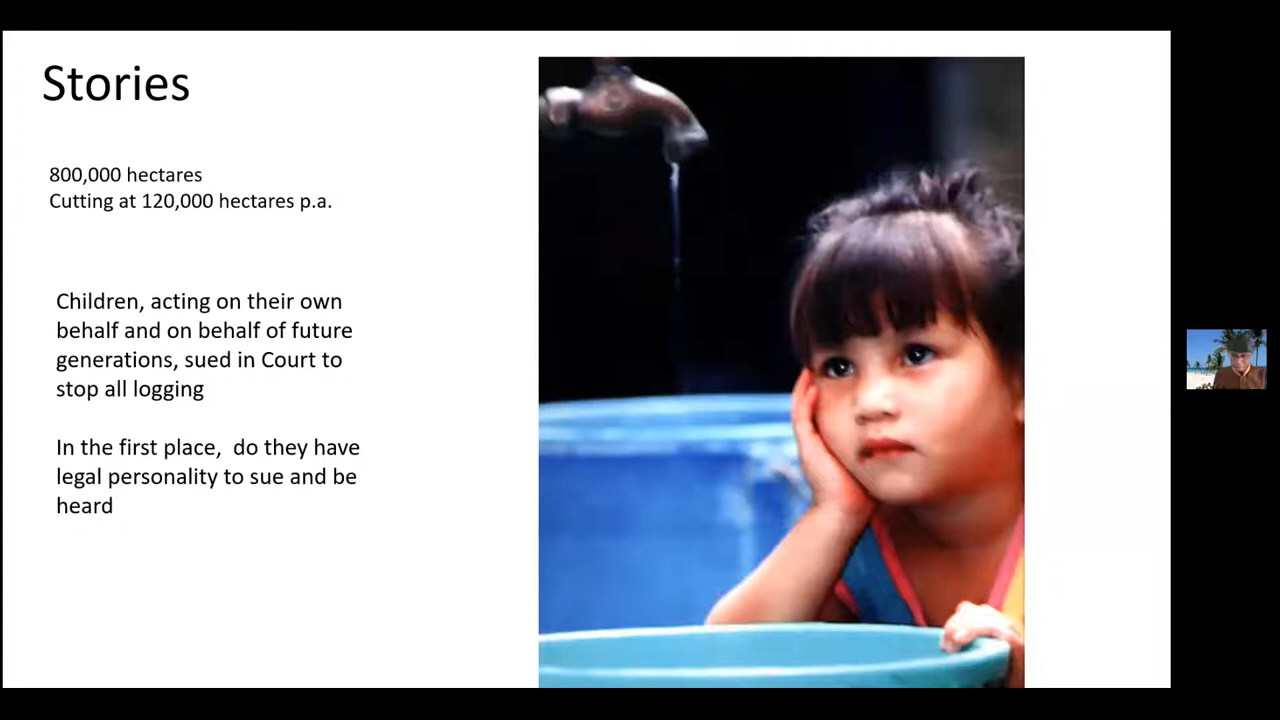 Stories
800,000 hectares
Cutting at 120,000 hectares p.a.
Children, acting on their own
behalf and on behalf of future
generations, sued in Court to
stop all logging
In the first place,  do they have
legal personality to sue and be
heard